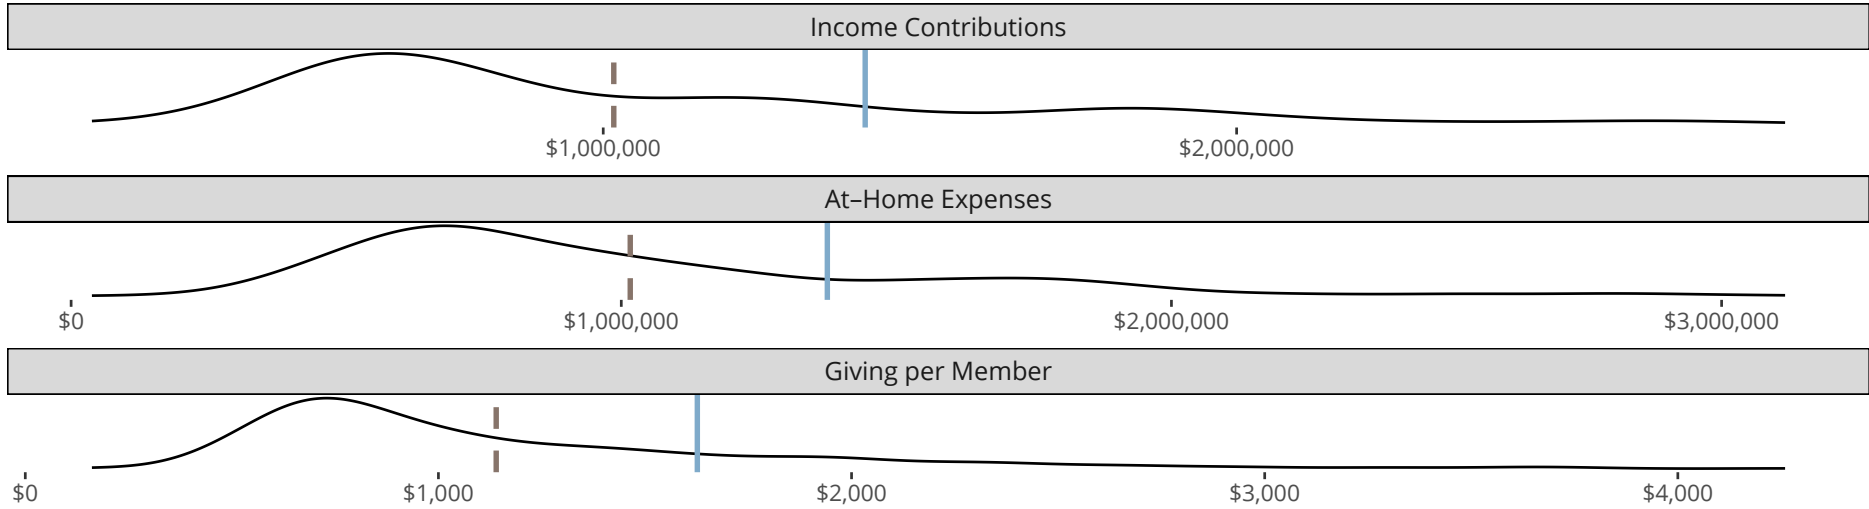 Income Contributions
$1,000,000 $2,000,000
At–Home Expenses
$0 $1,000,000 $2,000,000 $3,000,000
Giving per Member
$0 $1,000 $2,000 $3,000 $4,000